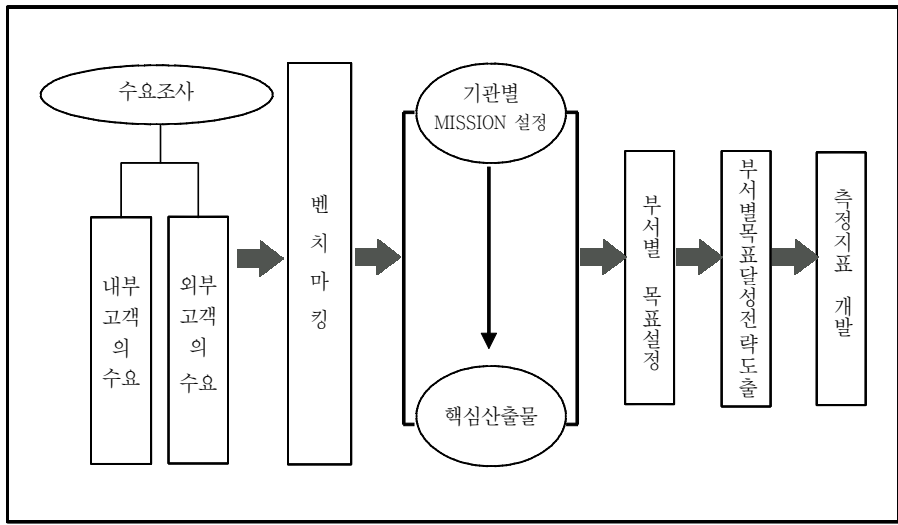 수요조사
내부
고객
의
수요
외부
고객
의
수요
벤치마킹
기관별
MISSION 설정
핵심산출물
부서별 목표설정
부서별목표달성전략도출
측정지표 개발